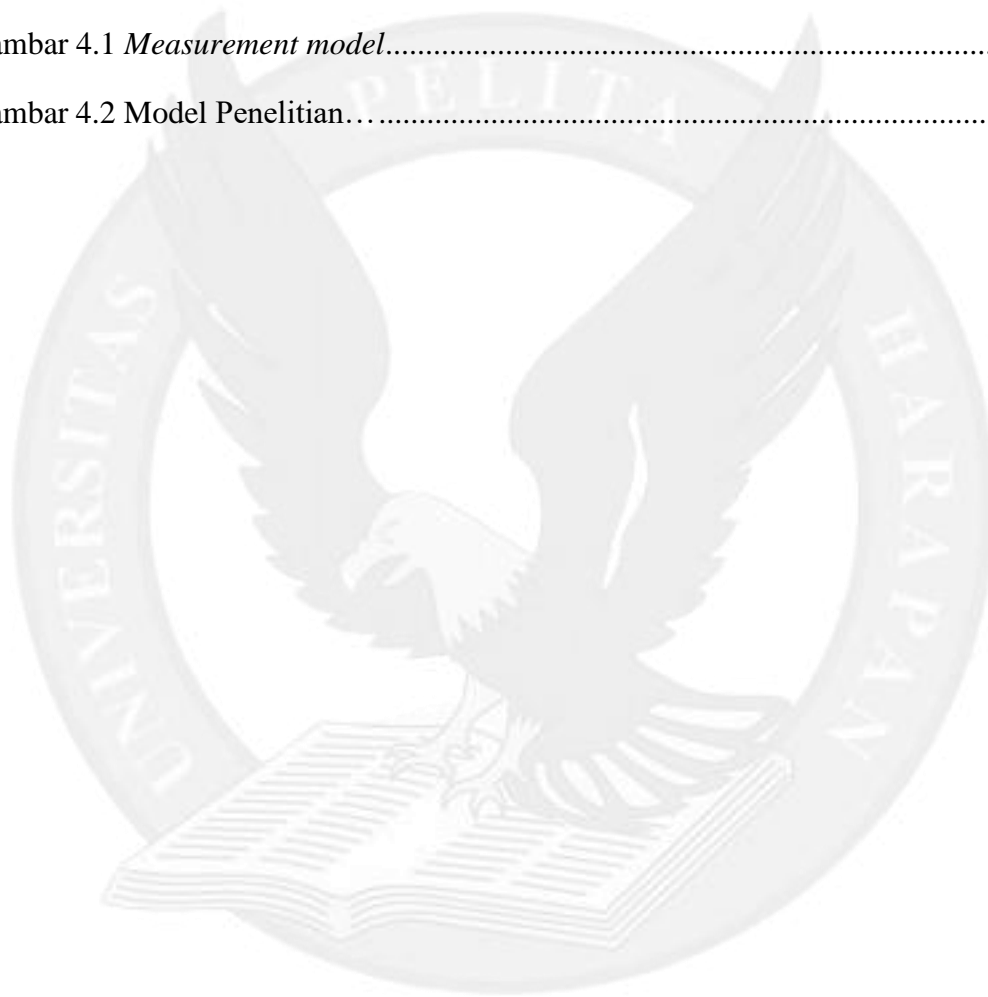 ambar 4.1 Measurement model............................................................................
ambar 4.2 Model Penelitian…............................................................................
UNIVERSITAS PELITA HARAPAN